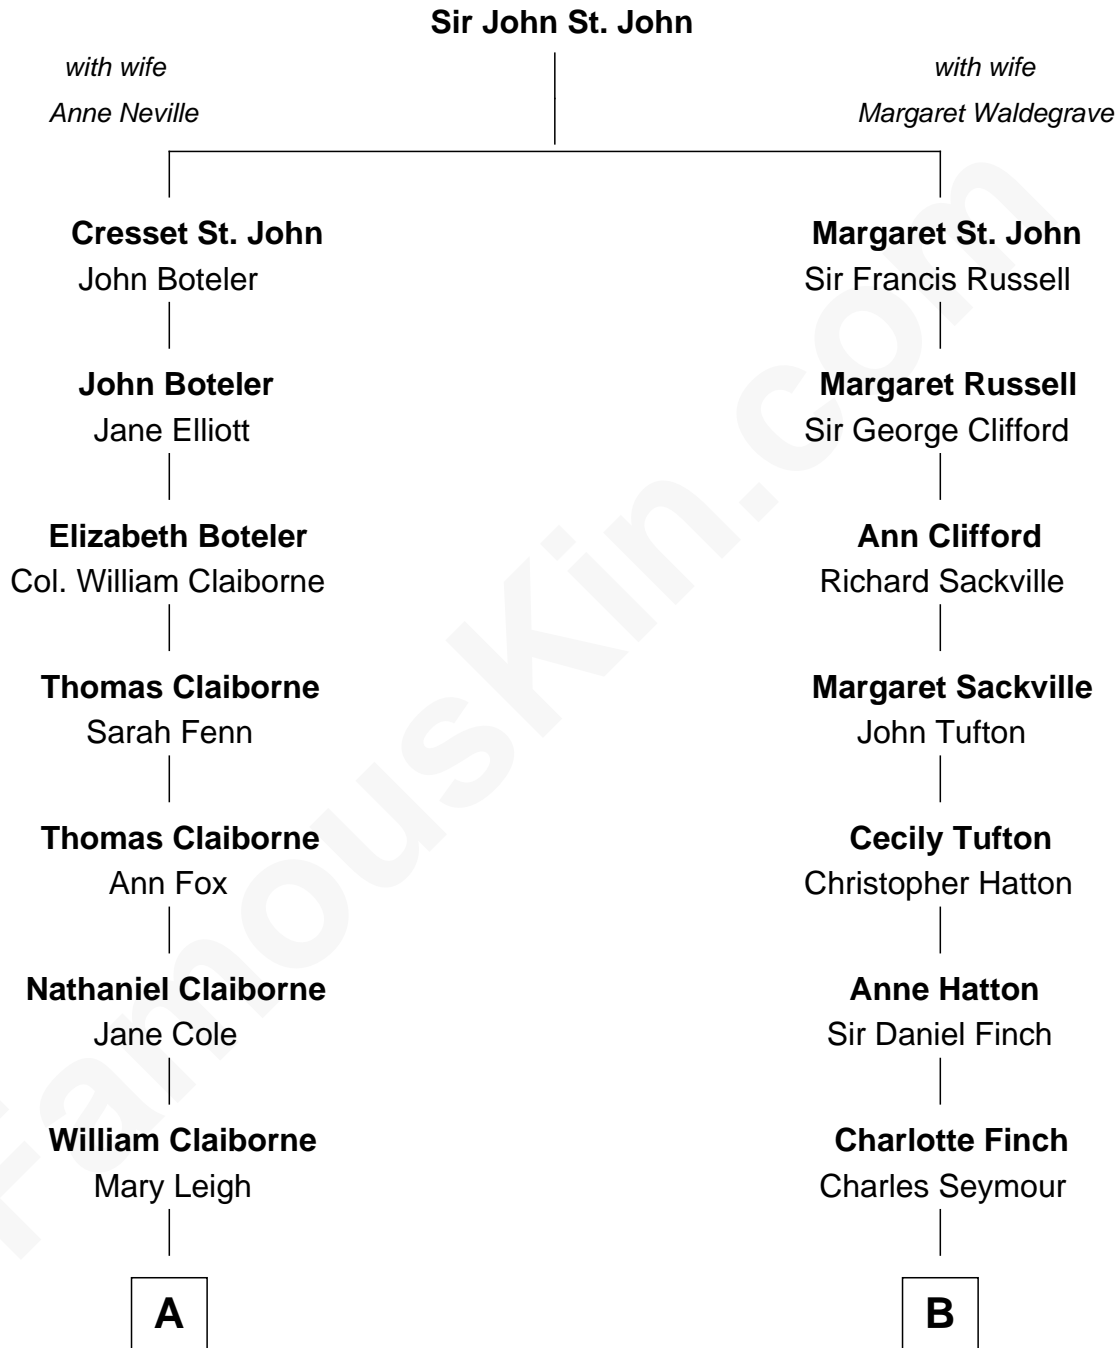 Sir John St. John
with wife
Anne Neville
with wife
Margaret Waldegrave
Cresset St. John
John Boteler
Margaret St. John
Sir Francis Russell
John Boteler
Jane Elliott
Margaret Russell
Sir George Clifford
Elizabeth Boteler
Col. William Claiborne
Ann Clifford
Richard Sackville
Thomas Claiborne
Sarah Fenn
Margaret Sackville
John Tufton
Thomas Claiborne
Ann Fox
Cecily Tufton
Christopher Hatton
Nathaniel Claiborne
Jane Cole
Anne Hatton
Sir Daniel Finch
William Claiborne
Mary Leigh
Charlotte Finch
Charles Seymour
A
B
FamousKin.com